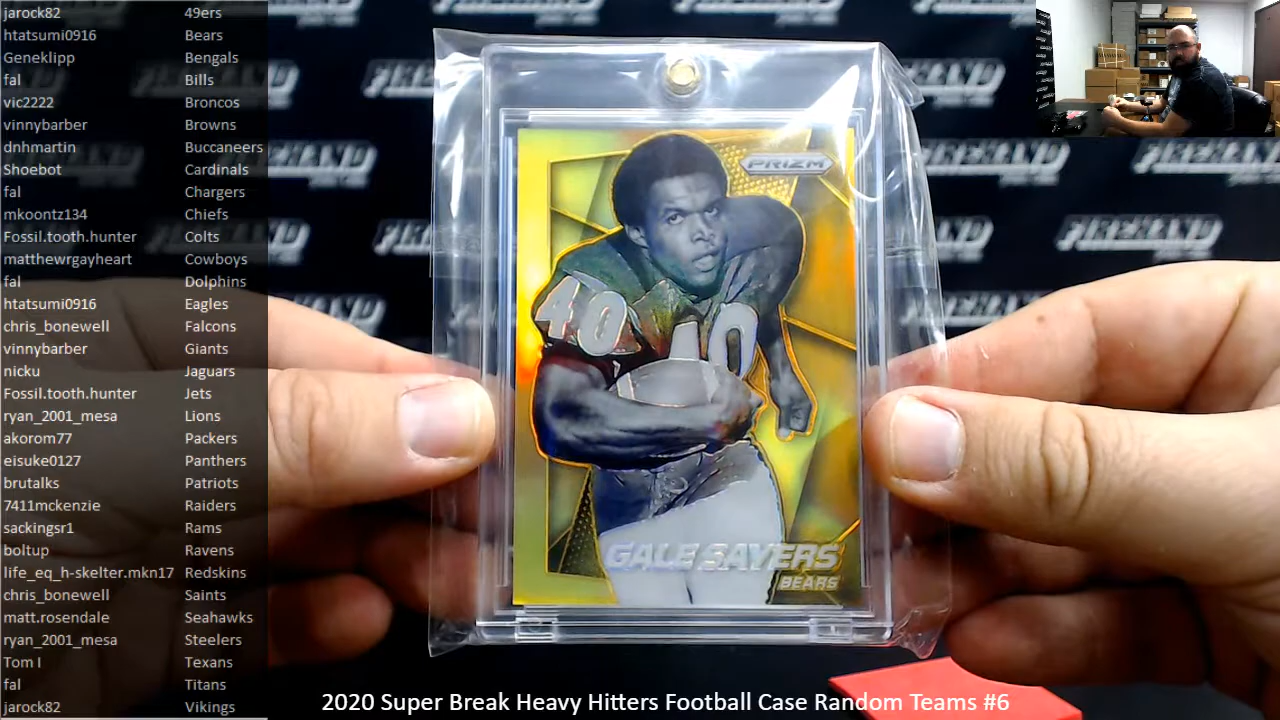 jarock82 49ers
htatsumi0916 Bears
Geneklipp Bengals
fal Bills
vic2222 Broncos
vinnybarber Browns
dnhmartin Buccaneers
Shoebot Cardinals
fal Chargers
mkoontz134 Chiefs
Fossil.tooth.hunter Colts
matthewrgayheart Cowboys
fal Dolphins
htatsumi0916 Eagles
chris_bonewell Falcons
vinnybarber Giants
nicku Jaguars
Fossil.tooth.hunter Jets
ryan_2001_mesa Lions
akorom77 Packers
eisuke0127 Panthers
brutalks Patriots
7411mckenzie Raiders
sackingsr1 Rams
boltup Ravens
life_eq_h-skelter.mkn17 Redskins
chris_bonewell Saints
matt.rosendale Seahawks
ryan_2001_mesa Steelers
Tom I Texans
fal Titans
jarock82 Vikings
PRIZM
40
40
GALE SAYERS
BEARS
FIREHAND
2020 Super Break Heavy Hitters Football Case Random Teams #6